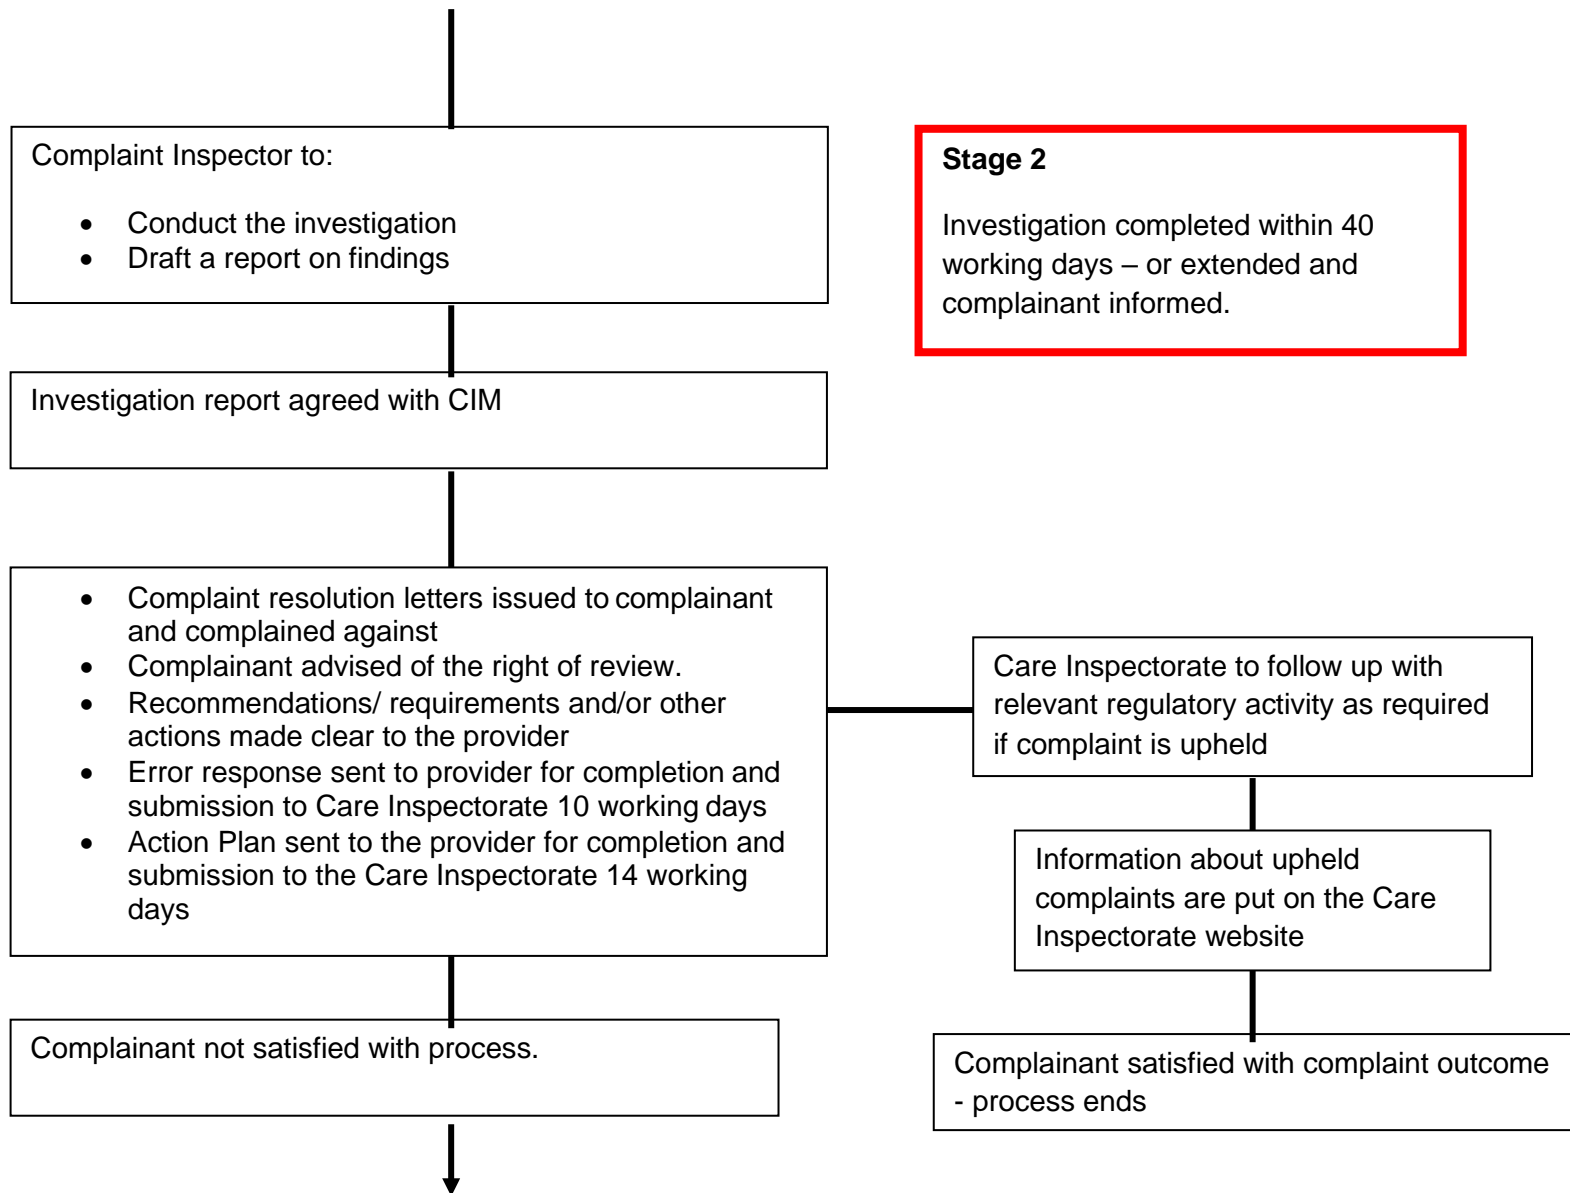 Complaint Inspector to:
• Conduct the investigation
• Draft a report on findings
Stage 2
Investigation completed within 40
working days – or extended and
complainant informed.
Investigation report agreed with CIM
• Complaint resolution letters issued to complainant
and complained against
• Complainant advised of the right of review.
• Recommendations/ requirements and/or other
actions made clear to the provider
• Error response sent to provider for completion and
submission to Care Inspectorate 10 working days
• Action Plan sent to the provider for completion and
submission to the Care Inspectorate 14 working
days
Care Inspectorate to follow up with
relevant regulatory activity as required
if complaint is upheld
Information about upheld
complaints are put on the Care
Inspectorate website
Complainant not satisfied with process.
Complainant satisfied with complaint outcome
- process ends